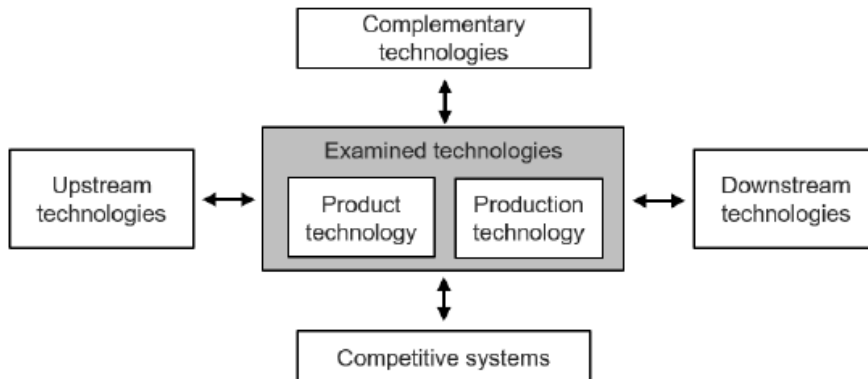 Complementary
technologies
Examined technologies
Upstream
technologies
Product
technology
Production
technology
Downstream
technologies
Competitive systems